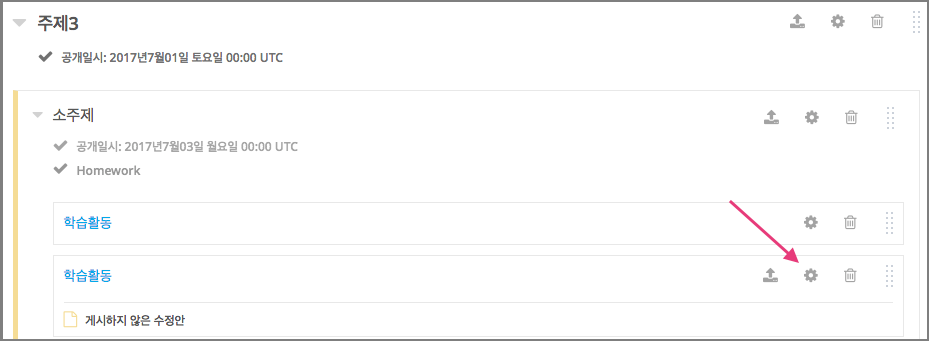 주제3
공개일시: 2017년7월01일 토요일 00:00 UTC
소주제
공개일시: 2017년7월03일 월요일 00:00 UTC
Homework
학습활동
학습활동
게시하지 않은 수정안